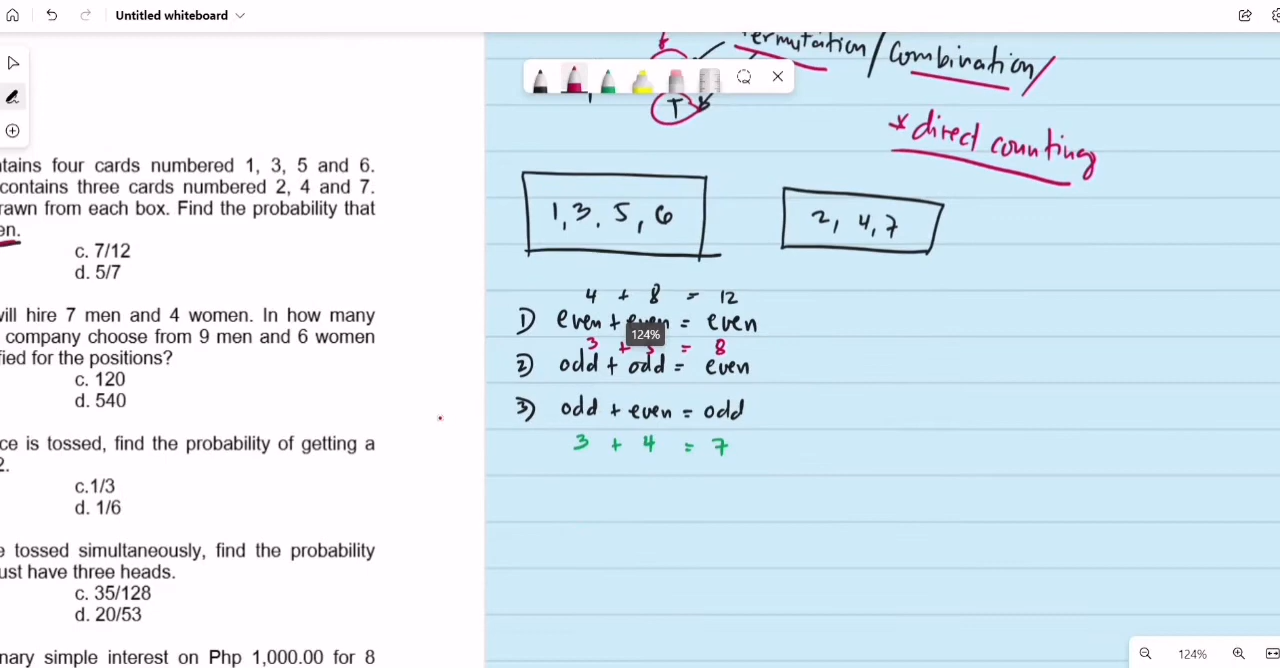 Untitled whiteboard
tains four cards numbered 1, 3, 5 and 6.
contains three cards numbered 2, 4 and 7.
rawn from each box. Find the probability that
en.
c. 7/12
d. 5/7
will hire 7 men and 4 women. In how many
company choose from 9 men and 6 women
fied for the positions?
c. 120
d. 540
ce is tossed, find the probability of getting a
2.
c.1/3
d. 1/6
e tossed simultaneously, find the probability
ust have three heads.
c. 35/128
d. 20/53
nary simple interest on Php 1,000.00 for 8
ermutation / Combination /
T
* direct counting
1, 3, 5, 6
2, 4, 7
4 + 8 = 12
1) even + even = even
124%
3 + 5 = 8
2) odd + odd = even
3) odd + even = odd
3 + 4 = 7
124%